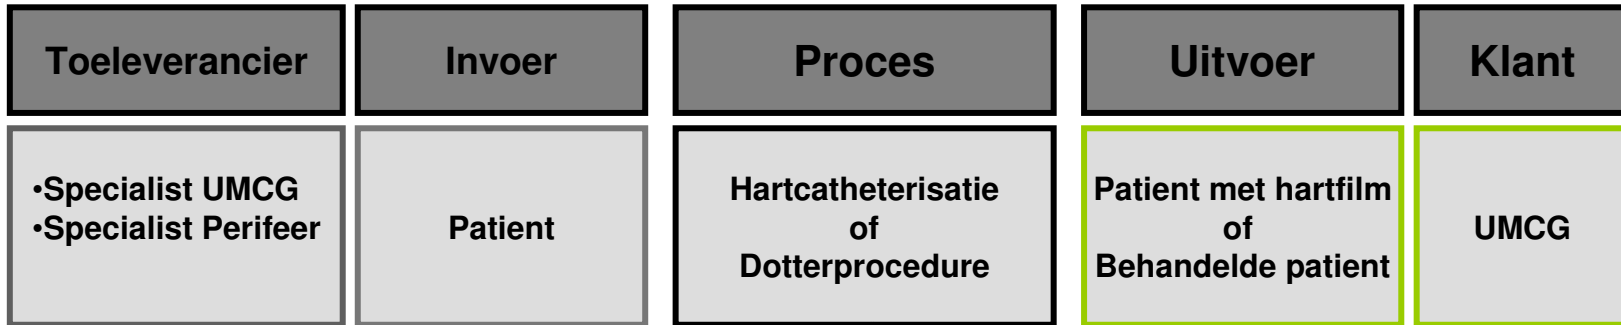 Toeleverancier
Invoer
Proces
Uitvoer
Klant
•Specialist UMCG
•Specialist Perifeer
Patient
Hartcatheterisatie
of
Dotterprocedure
Patient met hartfilm
of
Behandelde patient
UMCG